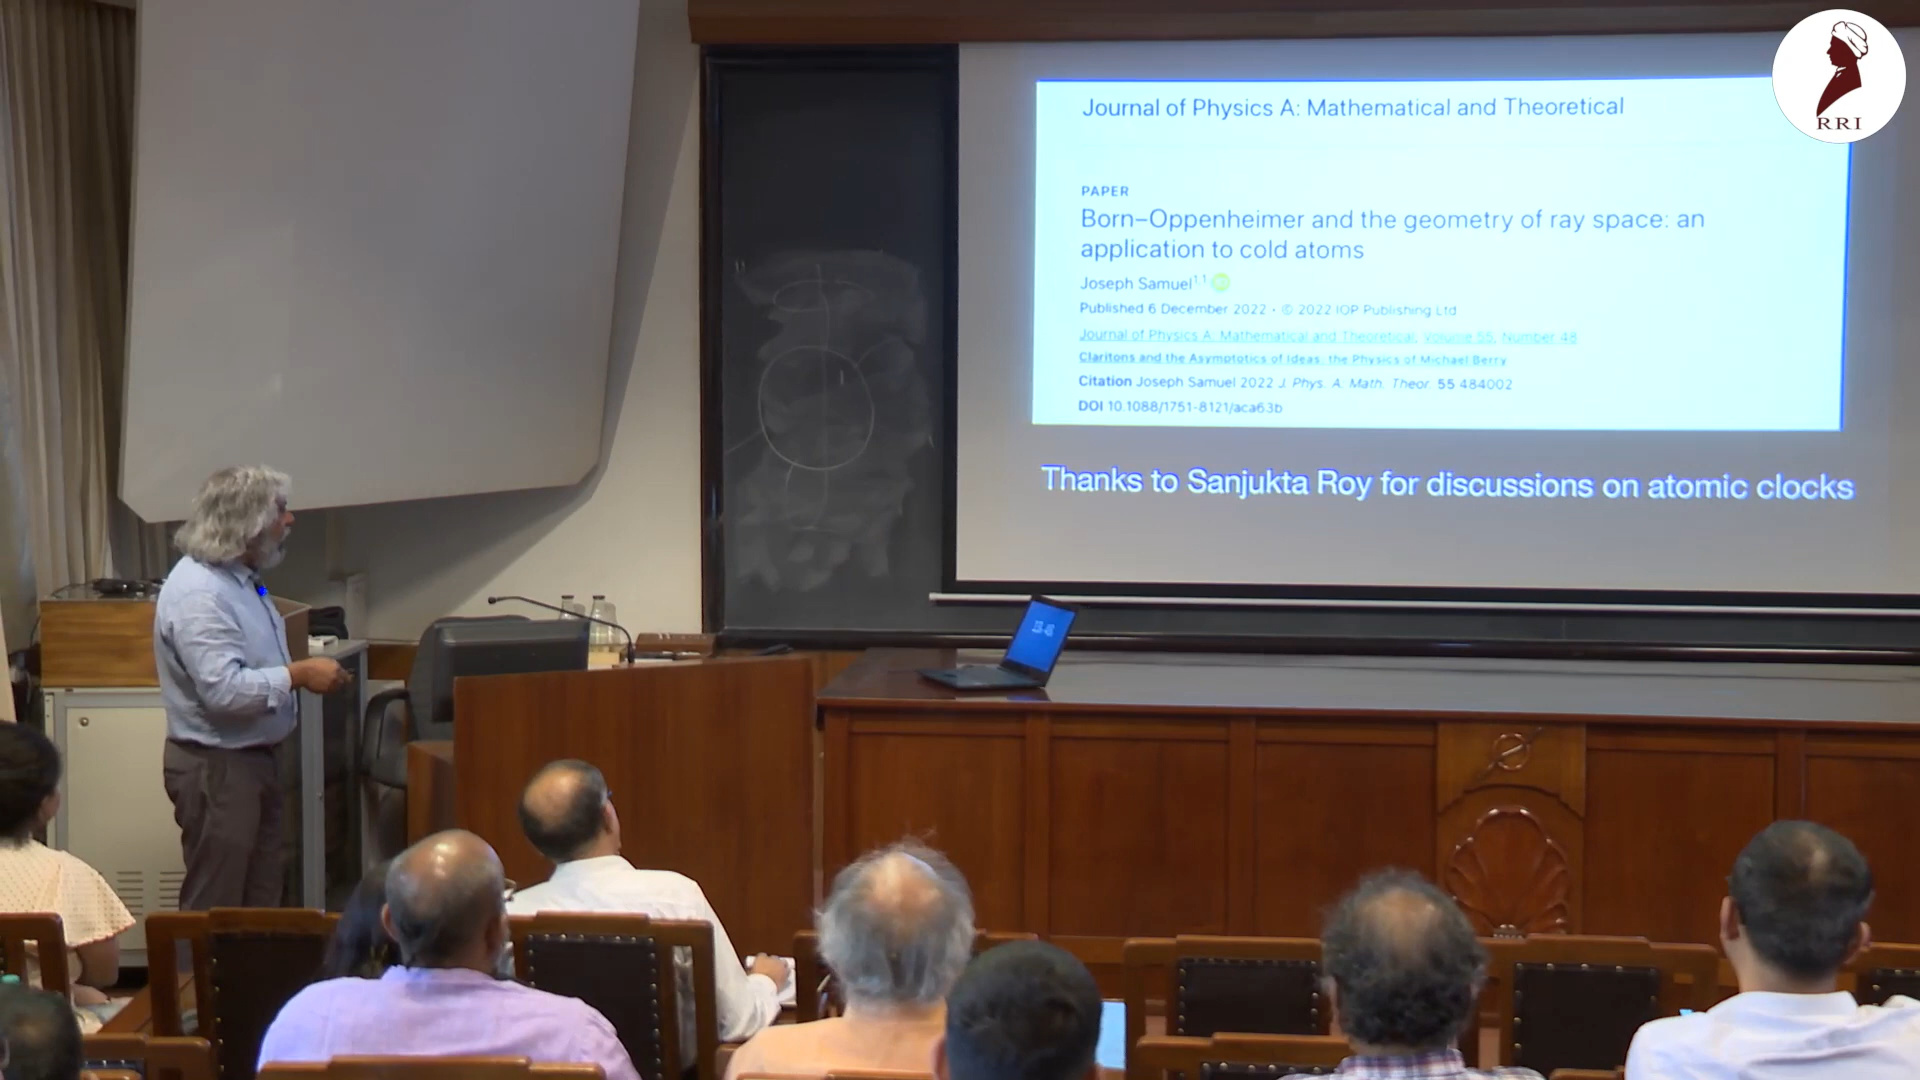 RRI
Journal of Physics A: Mathematical and Theoretical
PAPER
Born–Oppenheimer and the geometry of ray space: an
application to cold atoms
Joseph Samuel
Published 6 December 2022 • © 2022 IOP Publishing Ltd
Journal of Physics A: Mathematical and Theoretical, Volume 55, Number 48
Claritons and the Asymptotics of Ideas: the Physics of Michael Berry
Citation Joseph Samuel 2022 J. Phys. A: Math. Theor. 55 484002
DOI 10.1088/1751-8121/aca63b
Thanks to Sanjukta Roy for discussions on atomic clocks